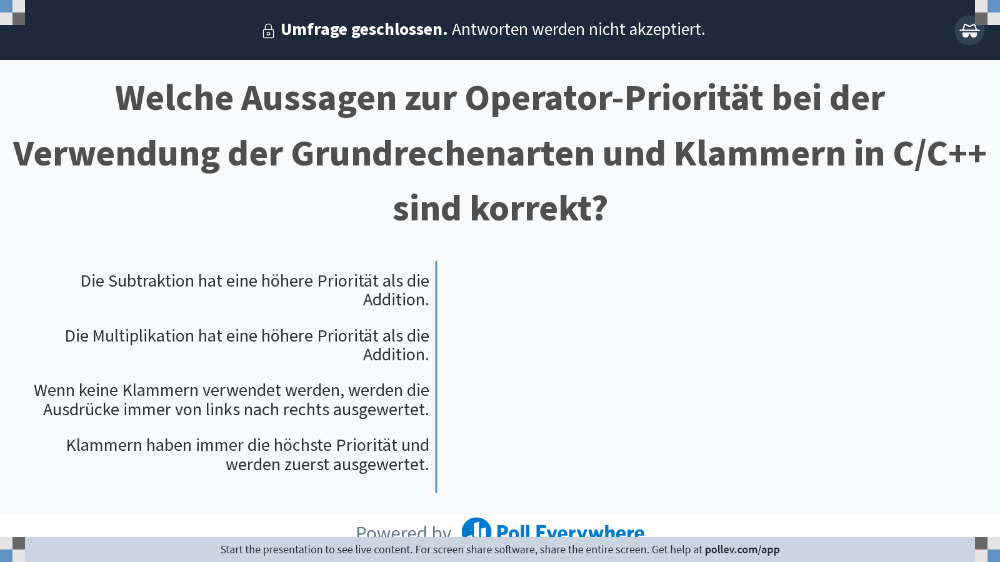 Umfrage geschlossen. Antworten werden nicht akzeptiert.
Welche Aussagen zur Operator-Priorität bei der
Verwendung der Grundrechenarten und Klammern in C/C++
sind korrekt?
Die Subtraktion hat eine höhere Priorität als die
Addition.
Die Multiplikation hat eine höhere Priorität als die
Addition.
Wenn keine Klammern verwendet werden, werden die
Ausdrücke immer von links nach rechts ausgewertet.
Klammern haben immer die höchste Priorität und
werden zuerst ausgewertet.
Powered by Poll Everywhere
Start the presentation to see live content. For screen share software, share the entire screen. Get help at pollev.com/app